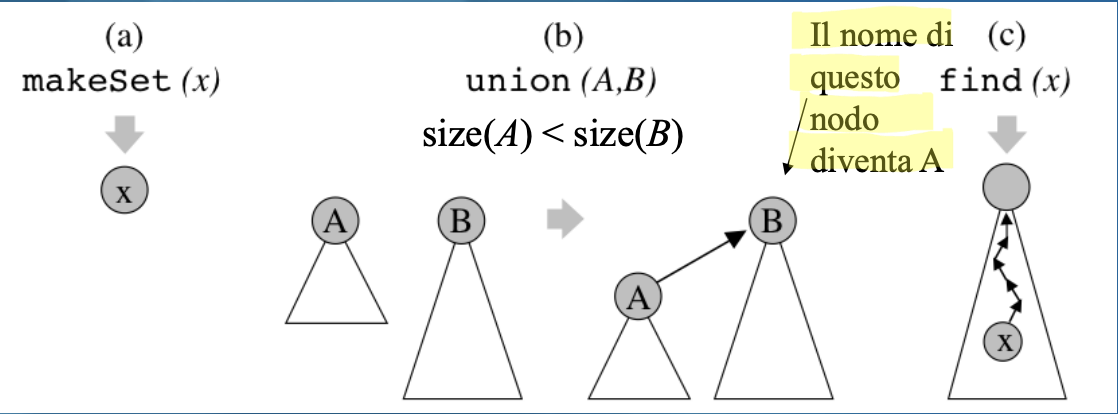 (a)
makeSet (x)
x
(b)
union (A,B)
size(A) < size(B)
A
B
A
B
Il nome di
questo
nodo
diventa A
(c)
find (x)
x